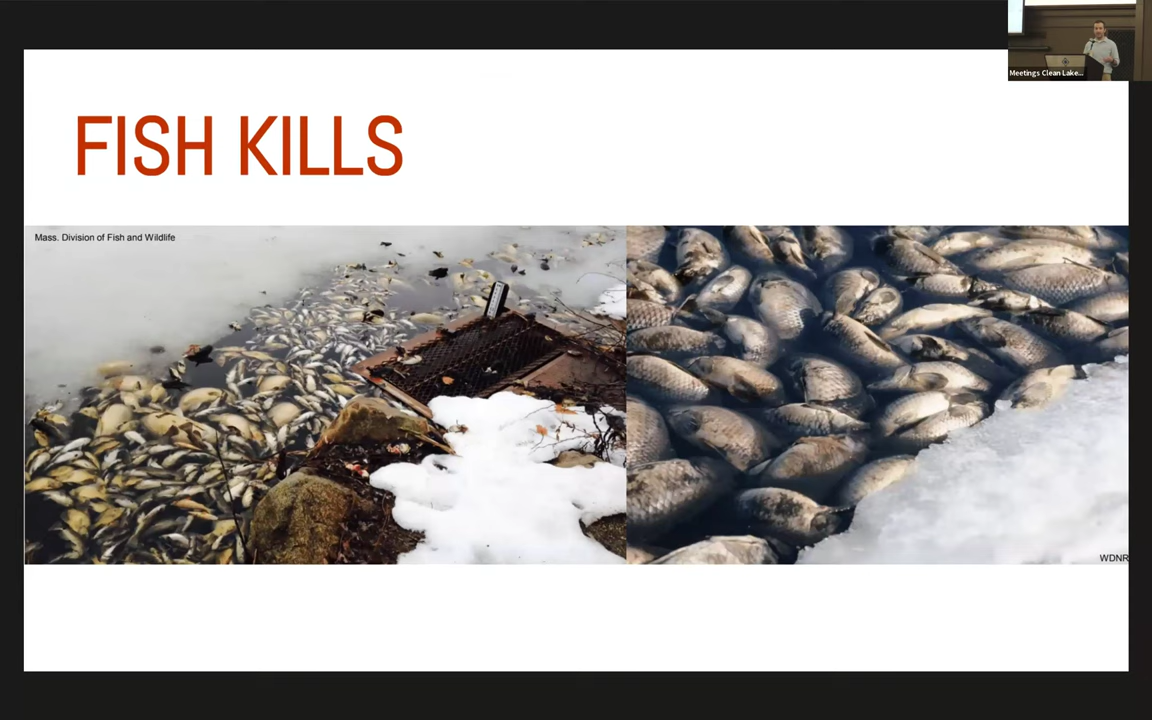 FISH KILLS
Mass. Division of Fish and Wildlife
WDNR
Meetings Clean Lake...